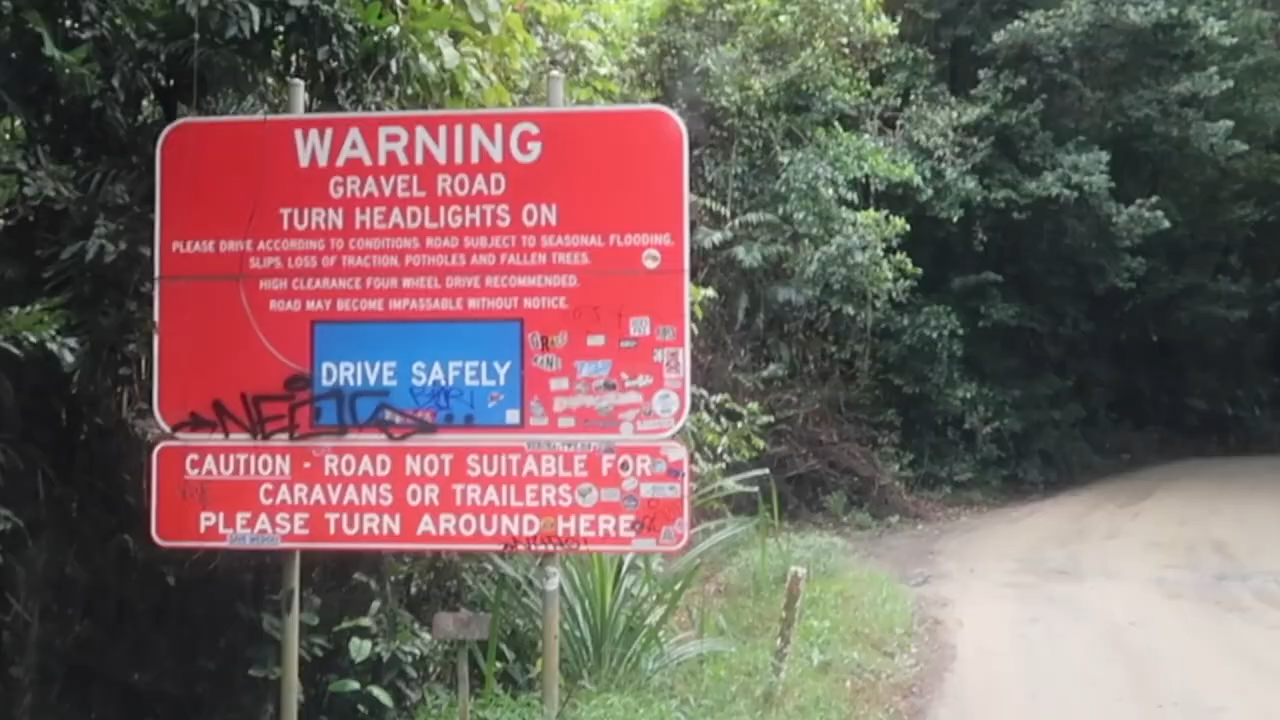 WARNING
GRAVEL ROAD
TURN HEADLIGHTS ON
PLEASE DRIVE ACCORDING TO CONDITIONS. ROAD SUBJECT TO SEASONAL FLOODING,
SLIPS, LOSS OF TRACTION, POTHOLES AND FALLEN TREES.
HIGH CLEARANCE FOUR WHEEL DRIVE RECOMMENDED.
ROAD MAY BECOME IMPASSABLE WITHOUT NOTICE.
DRIVE SAFELY
CAUTION - ROAD NOT SUITABLE FOR
CARAVANS OR TRAILERS
PLEASE TURN AROUND HERE